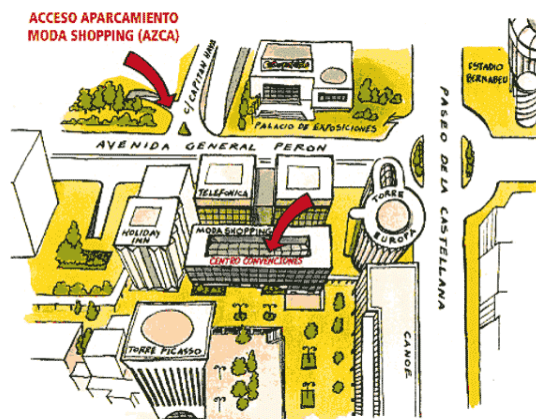 ACCESO APARCAMIENTO
MODA SHOPPING (AZCA)
C/ CAPITAN HAYA
PALACIO DE EXPOSICIONES
ESTADIO
BERNABEU
PASEO DE LA CASTELLANA
AVENIDA GENERAL PERON
TELEFONICA
TORRE
EUROPA
HOLIDAY
INN
MODA SHOPPING
CENTRO CONVENCIONES
TORRE PICASSO
CANOE